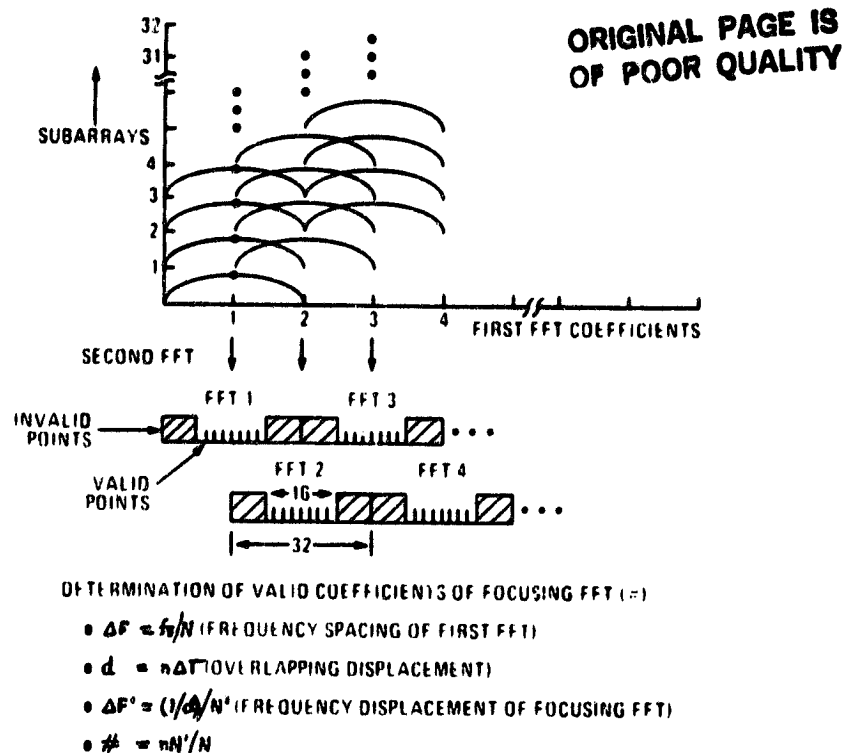 ORIGINAL PAGE IS
OF POOR QUALITY
32
31
SUBARRAYS
4
3
2
1
1 2 3 4
FIRST FFT COEFFICIENTS
SECOND FFT
FFT 1 FFT 3
INVALID
POINTS
VALID
POINTS
FFT 2 FFT 4
16
32
DETERMINATION OF VALID COEFFICIENTS OF FOCUSING FFT (=)
• ΔF = fs/N (FREQUENCY SPACING OF FIRST FFT)
• d = nΔT (OVERLAPPING DISPLACEMENT)
• ΔF' = (1/d)/N' (FREQUENCY DISPLACEMENT OF FOCUSING FFT)
• # = nN'/N